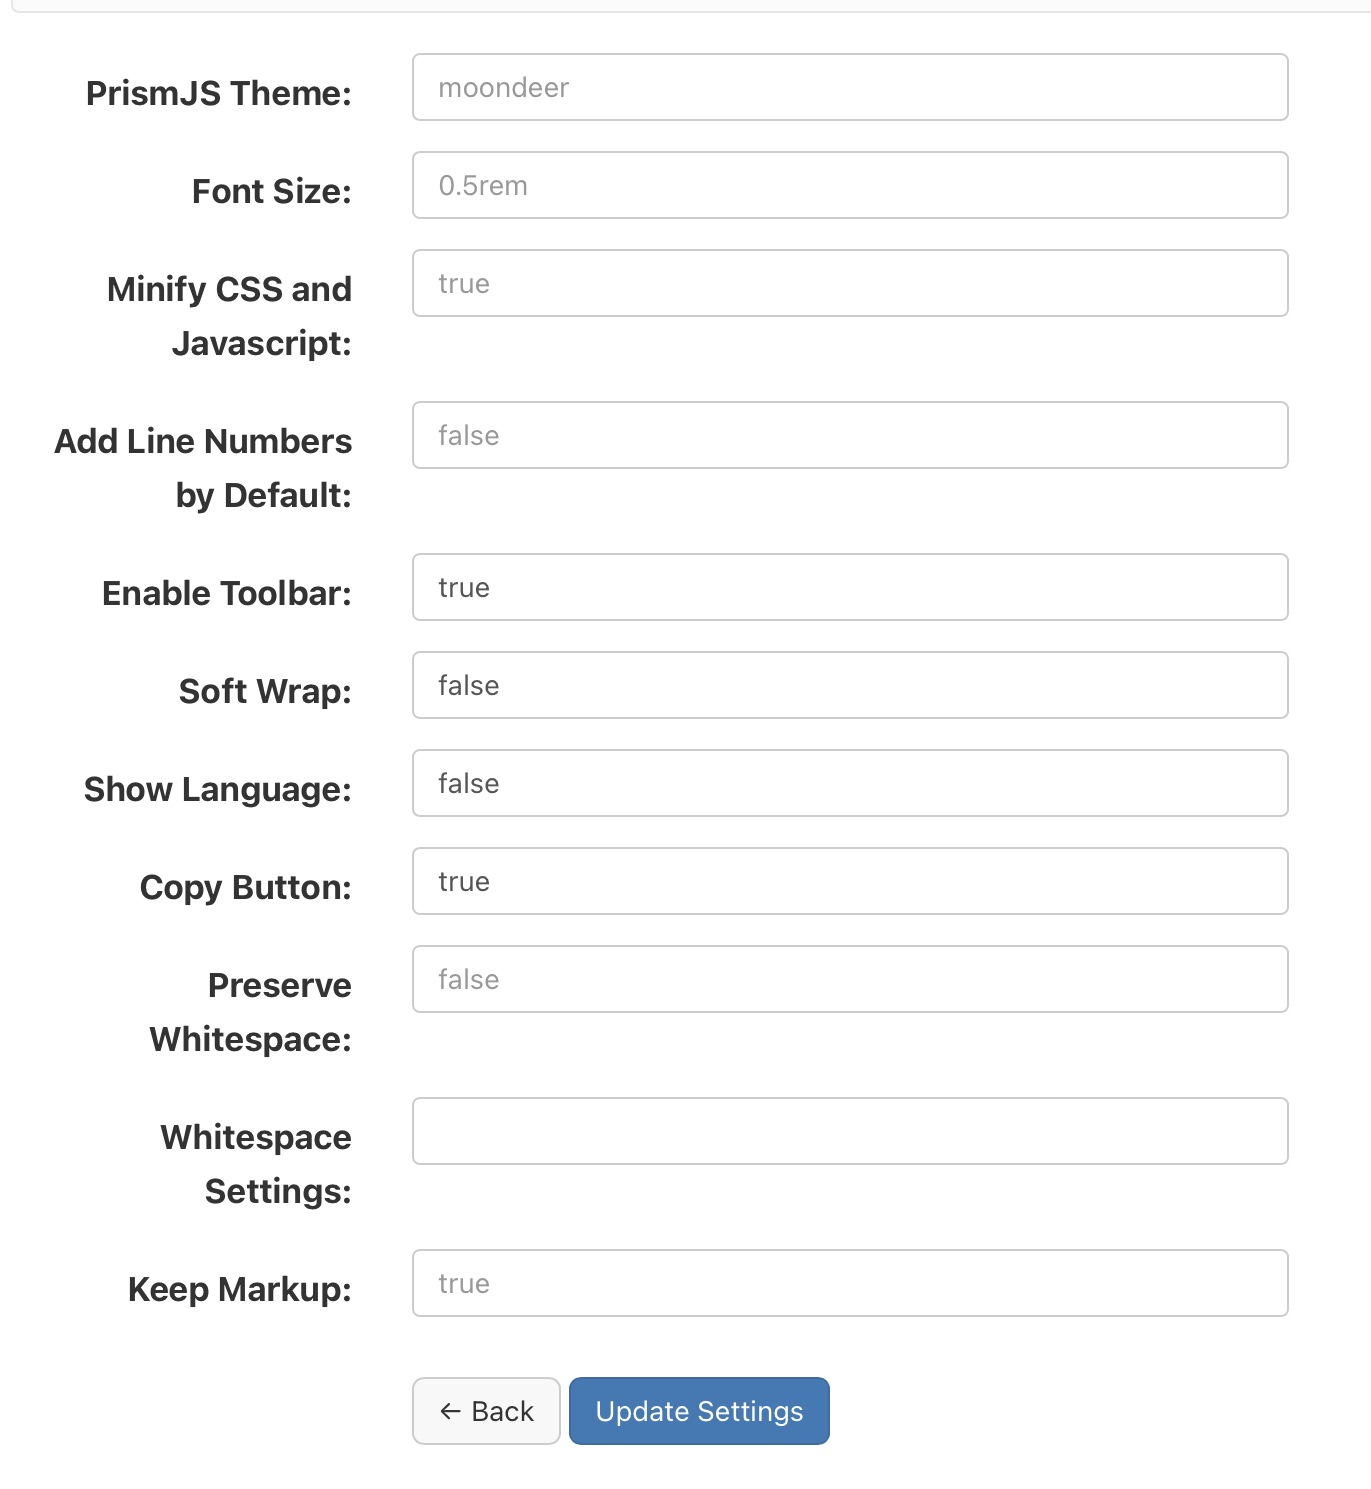 PrismJS Theme:
moondeer
Font Size:
0.5rem
Minify CSS and
Javascript:
true
Add Line Numbers
by Default:
false
Enable Toolbar:
true
Soft Wrap:
false
Show Language:
false
Copy Button:
true
Preserve
Whitespace:
false
Whitespace
Settings:
Keep Markup:
true
← Back
Update Settings